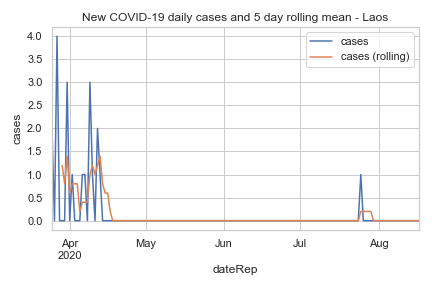 New COVID-19 daily cases and 5 day rolling mean - Laos
cases
cases (rolling)
cases
4.0
3.5
3.0
2.5
2.0
1.5
1.0
0.5
0.0
Apr
2020
May
Jun
Jul
Aug
dateRep